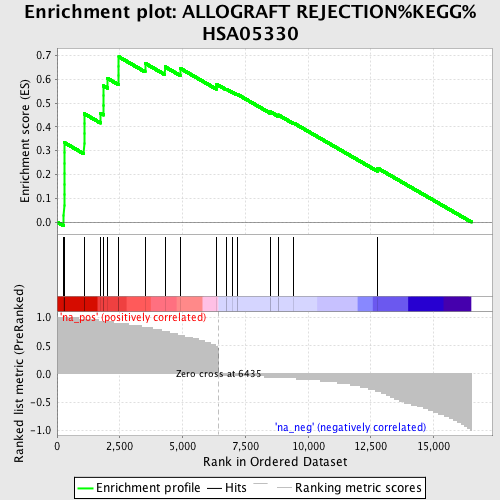 Enrichment plot: ALLOGRAFT REJECTION%KEGG%
HSA05330
Enrichment score (ES)
0.7
0.6
0.5
0.4
0.3
0.2
0.1
0.0
Ranked list metric (PreRanked)
1.0
0.5
0.0
-0.5
-1.0
'na_pos' (positively correlated)
Zero cross at 6435
'na_neg' (negatively correlated)
0 2,500 5,000 7,500 10,000 12,500 15,000
Rank in Ordered Dataset
Enrichment profile Hits Ranking metric scores